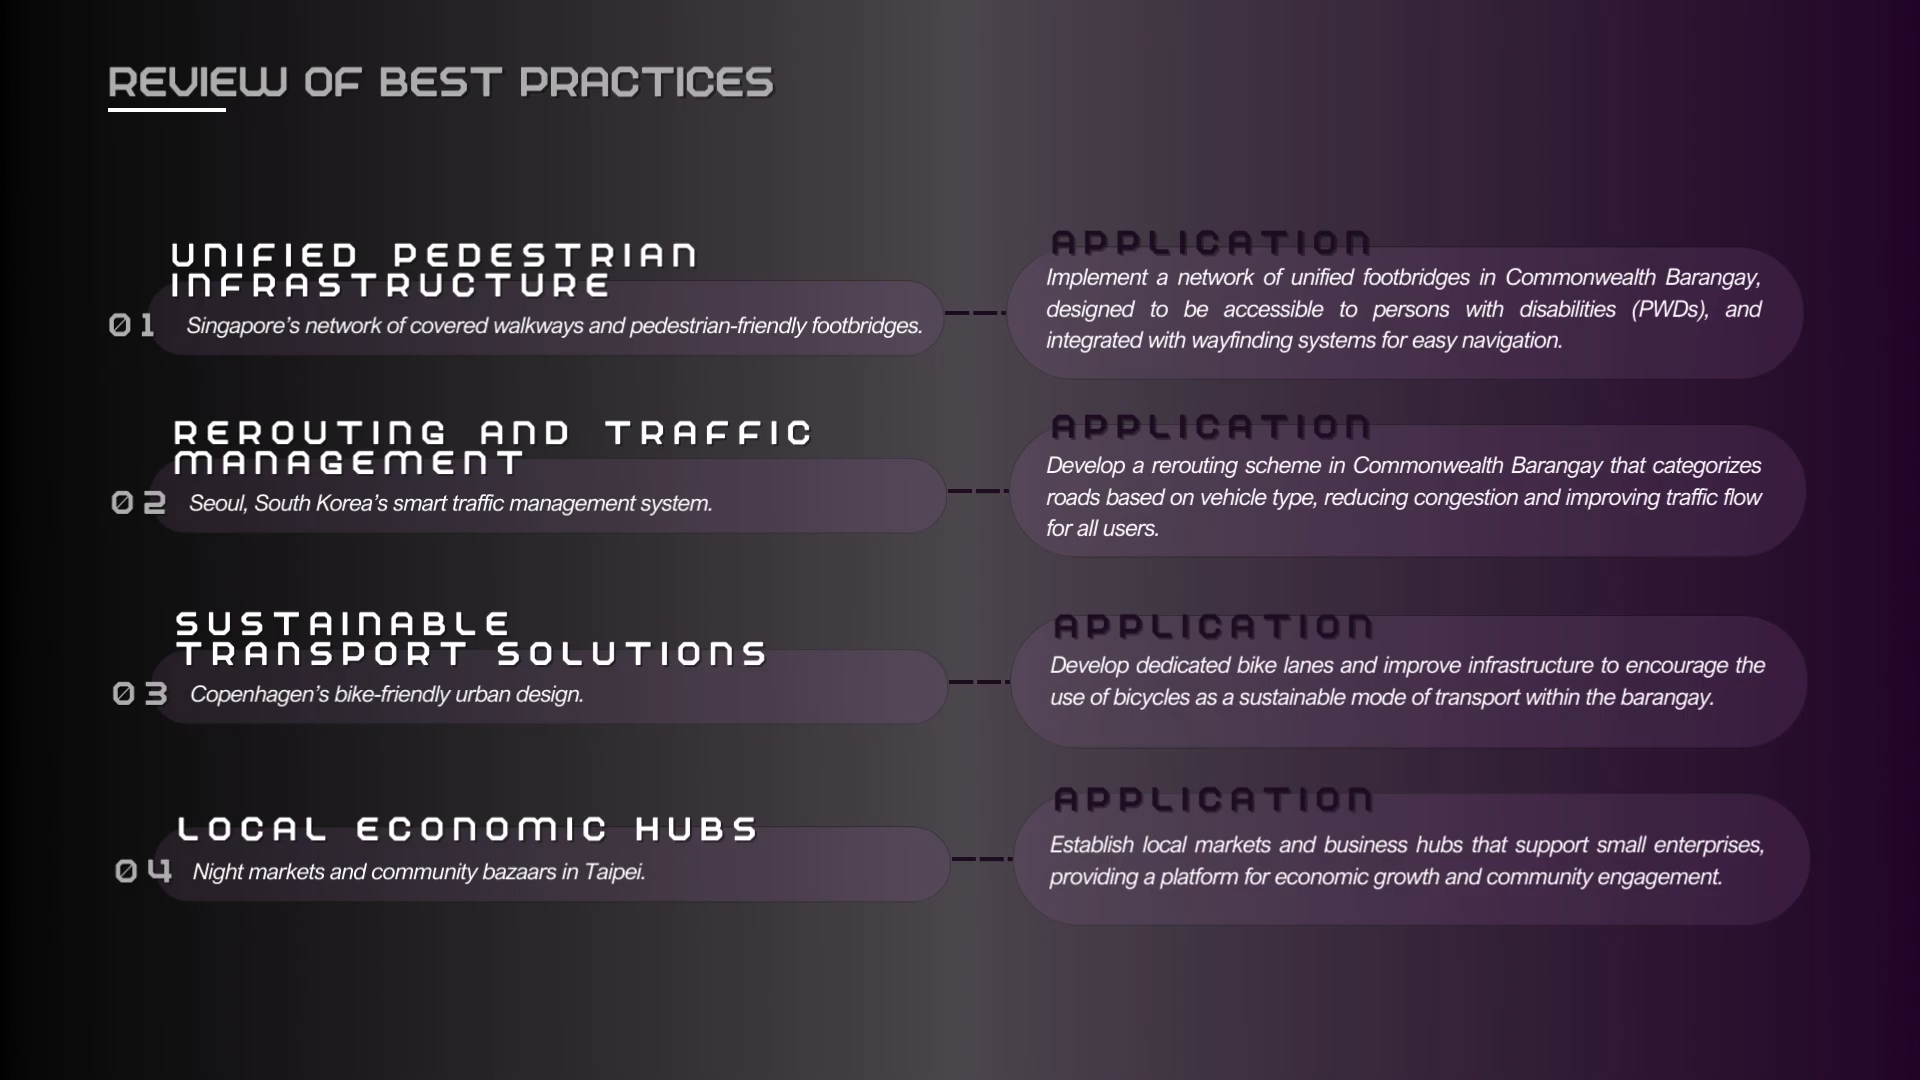 REVIEW OF BEST PRACTICES
UNIFIED PEDESTRIAN
INFRASTRUCTURE
01
Singapore’s network of covered walkways and pedestrian-friendly footbridges.
APPLICATION
Implement a network of unified footbridges in Commonwealth Barangay,
designed to be accessible to persons with disabilities (PWDs), and
integrated with wayfinding systems for easy navigation.
REROUTING AND TRAFFIC
MANAGEMENT
02
Seoul, South Korea’s smart traffic management system.
APPLICATION
Develop a rerouting scheme in Commonwealth Barangay that categorizes
roads based on vehicle type, reducing congestion and improving traffic flow
for all users.
SUSTAINABLE
TRANSPORT SOLUTIONS
03
Copenhagen’s bike-friendly urban design.
APPLICATION
Develop dedicated bike lanes and improve infrastructure to encourage the
use of bicycles as a sustainable mode of transport within the barangay.
LOCAL ECONOMIC HUBS
04
Night markets and community bazaars in Taipei.
APPLICATION
Establish local markets and business hubs that support small enterprises,
providing a platform for economic growth and community engagement.